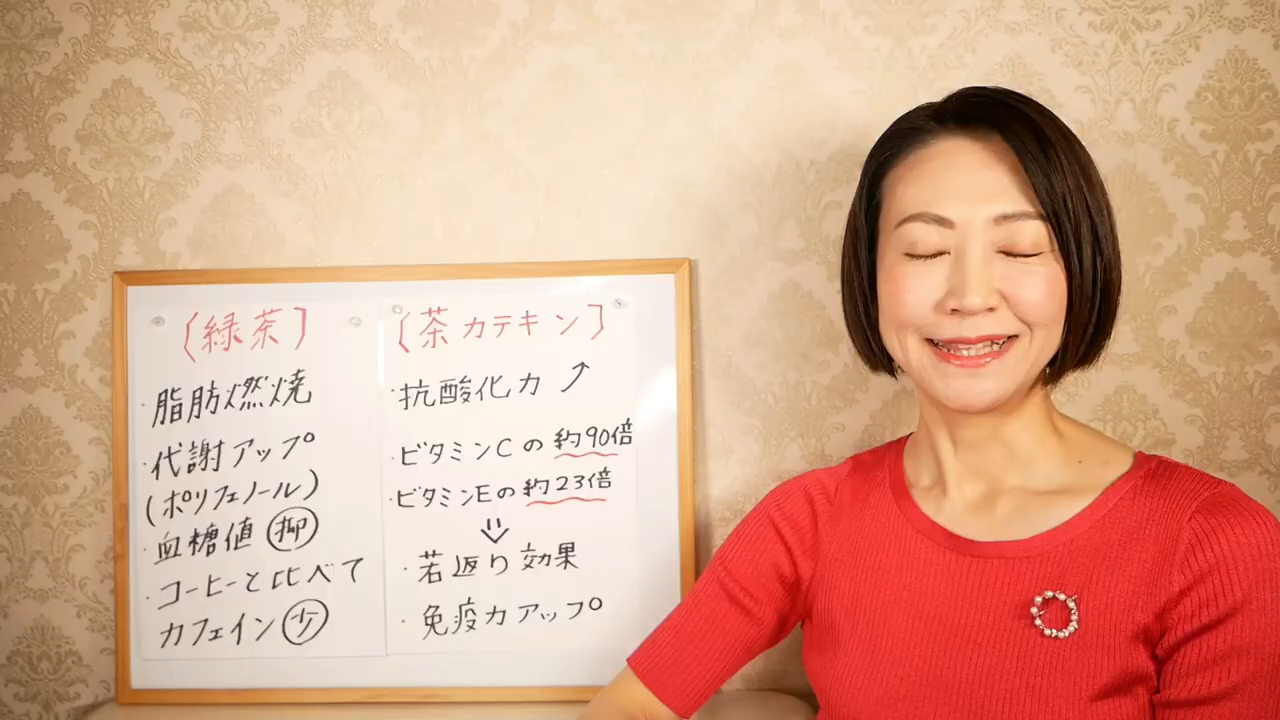 〔緑茶〕
・脂肪燃焼
・代謝アップ
(ポリフェノール)
・血糖値 抑
・コーヒーと比べて
カフェイン 少
〔茶カテキン〕
・抗酸化力 ↗
・ビタミンCの約90倍
・ビタミンEの約23倍
⇓
・若返り効果
・免疫力アップ